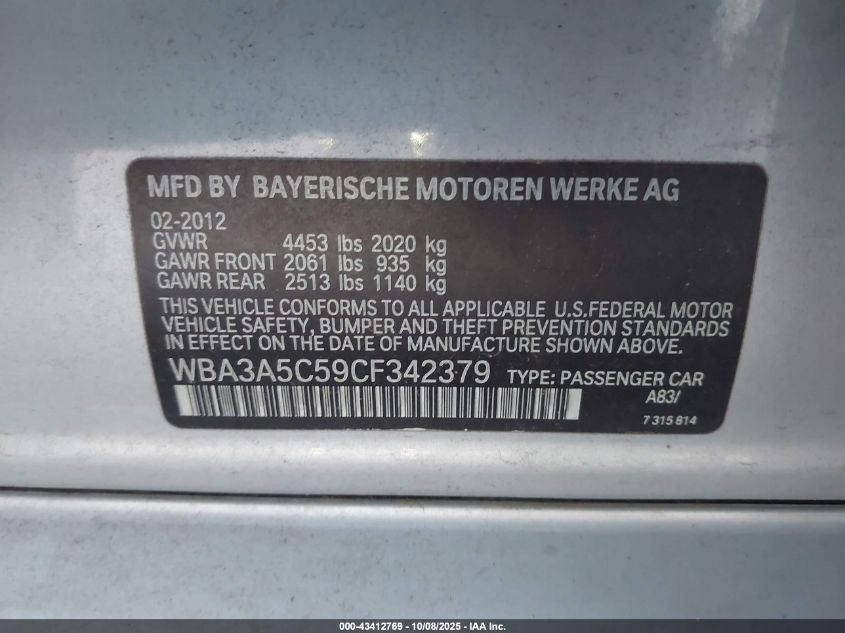 MFD BY BAYERISCHE MOTOREN WERKE AG
02-2012
GVWR 4453 lbs 2020 kg
GAWR FRONT 2061 lbs 935 kg
GAWR REAR 2513 lbs 1140 kg
THIS VEHICLE CONFORMS TO ALL APPLICABLE U.S.FEDERAL MOTOR
VEHICLE SAFETY, BUMPER AND THEFT PREVENTION STANDARDS
IN EFFECT ON DATE OF MANUFACTURE SHOWN ABOVE.
WBA3A5C59CF342379 TYPE: PASSENGER CAR
A83/
7 315 814
000-43412769 - 10/08/2025 - IAA Inc.